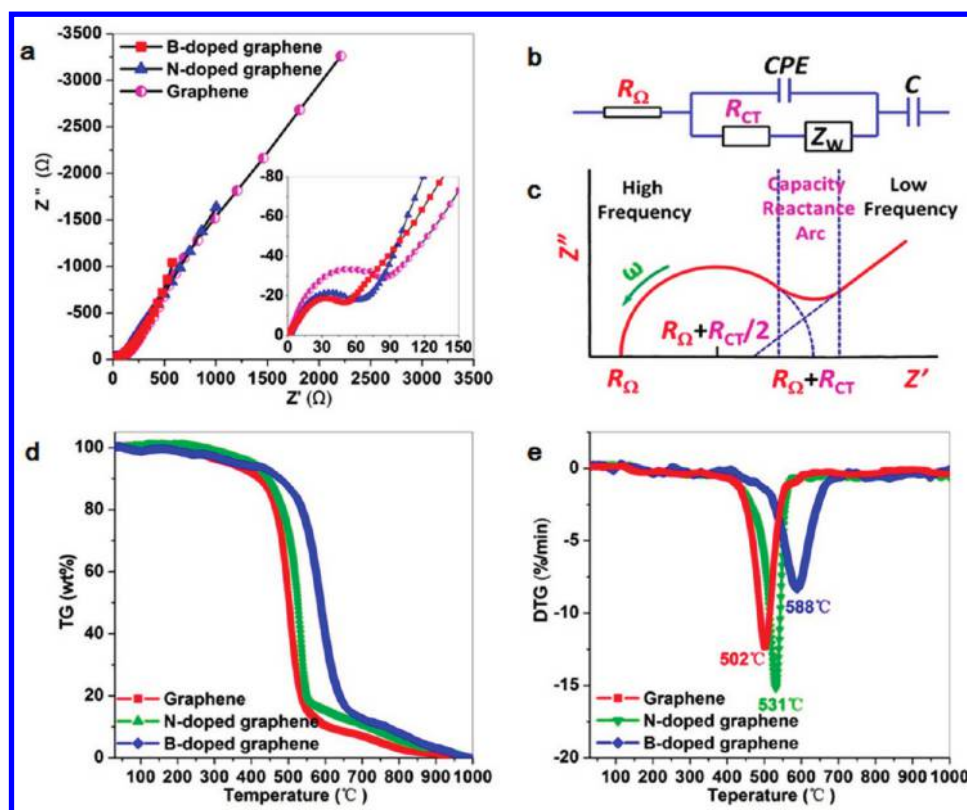 a
-3500
-3000
-2500
-2000
-1500
-1000
-500
0
Z'' (Ω)
B-doped graphene
N-doped graphene
Graphene
-80
-60
-40
-20
0
0 30 60 90 120 150
0 500 1000 1500 2000 2500 3000 3500
Z' (Ω)
b
RΩ
CPE
RCT
ZW
C
c
Z''
High
Frequency
Capacity
Reactance
Arc
Low
Frequency
ω
RΩ+RCT/2
RΩ
RΩ+RCT
Z'
d
100
80
60
40
20
0
TG (wt%)
Graphene
N-doped graphene
B-doped graphene
100 200 300 400 500 600 700 800 900 1000
Temperature (℃)
e
0
-5
-10
-15
-20
DTG (%/min)
588℃
502℃
531℃
Graphene
N-doped graphene
B-doped graphene
100 200 300 400 500 600 700 800 900 1000
Teperature (℃)